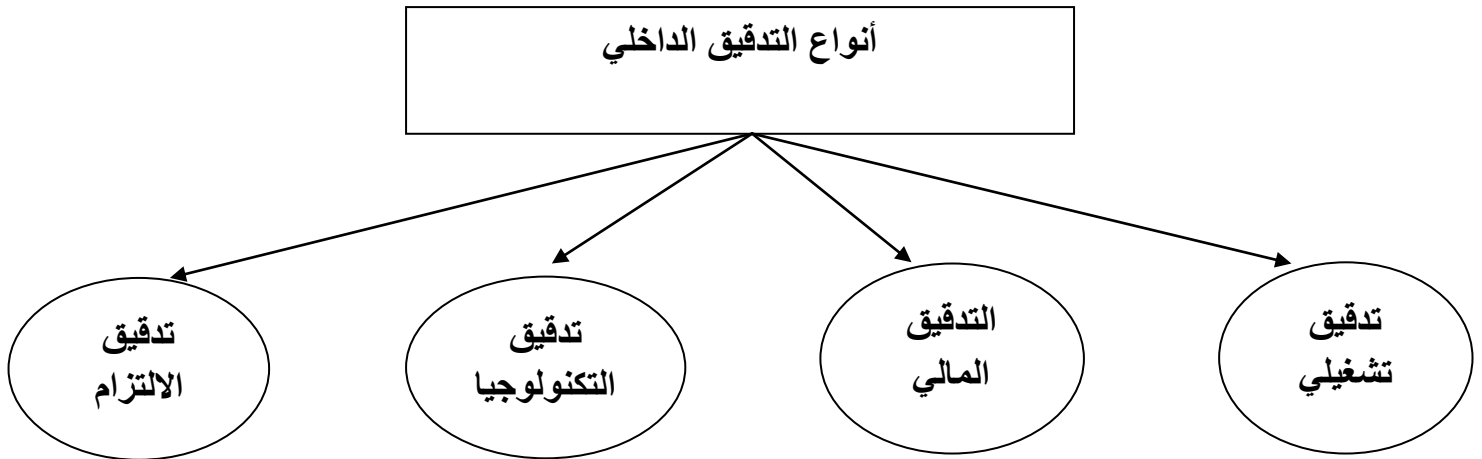 أنواع التدقيق الداخلي
تدقيق
تشغيلي
التدقيق
المالي
تدقيق
التكنولوجيا
تدقيق
الالتزام